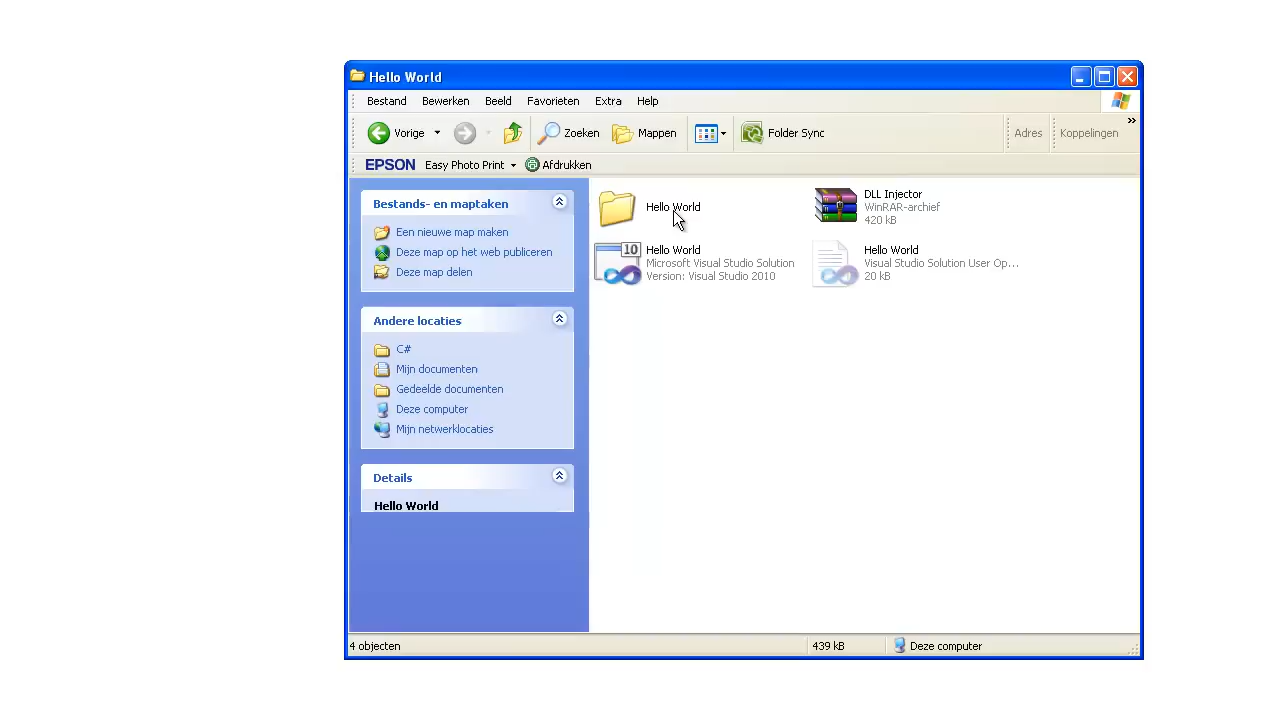 Hello World
Bestand Bewerken Beeld Favorieten Extra Help
Vorige Zoeken Mappen Folder Sync Adres Koppelingen »
EPSON Easy Photo Print Afdrukken
Bestands- en maptaken
Een nieuwe map maken
Deze map op het web publiceren
Deze map delen
Andere locaties
C#
Mijn documenten
Gedeelde documenten
Deze computer
Mijn netwerklocaties
Details
Hello World
Hello World
DLL Injector
WinRAR-archief
420 kB
10
Hello World
Microsoft Visual Studio Solution
Version: Visual Studio 2010
Hello World
Visual Studio Solution User Op...
20 kB
4 objecten 439 kB Deze computer